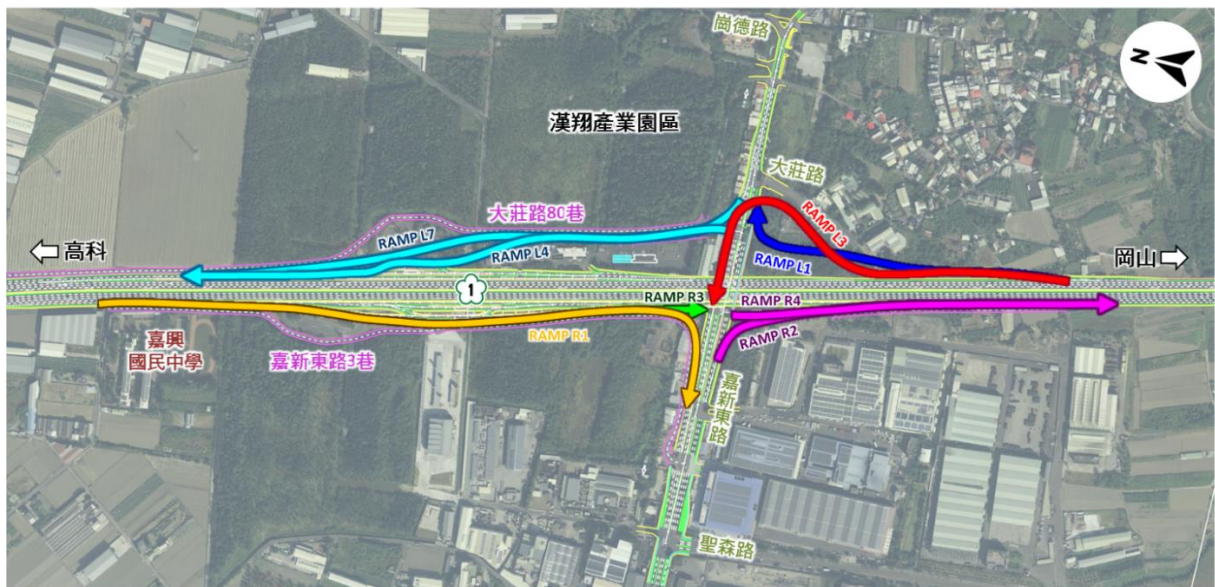 崗德路
N
漢翔產業園區
大莊路
大莊路80巷
RAMP L3
RAMP L7
RAMP L4
RAMP L1
高科
岡山
1
RAMP R3
RAMP R4
RAMP R1
RAMP R2
嘉興
國民中學
嘉新東路3巷
嘉新東路
聖森路